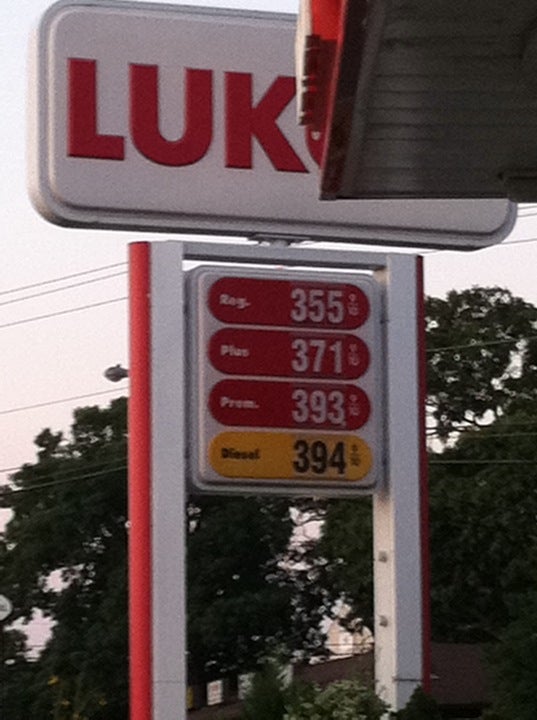 LUK
Reg. 355 9/10
Plus 371 9/10
Prem. 393 9/10
Diesel 394 9/10